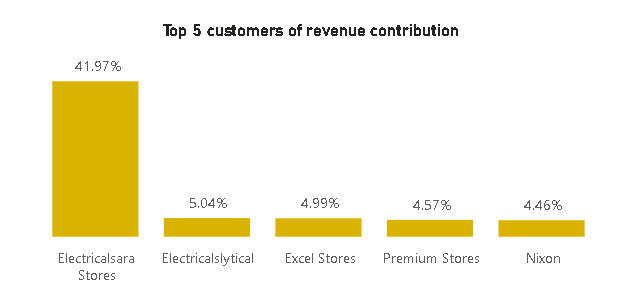 Top 5 customers of revenue contribution
41.97%
5.04%
4.99%
4.57%
4.46%
Electricalsara
Stores
Electricalslytical
Excel Stores
Premium Stores
Nixon